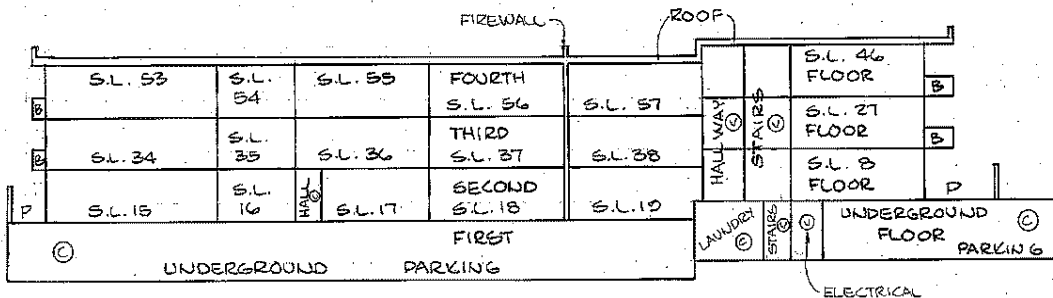 FIREWALL
ROOF
S.L. 53
S.L.
54
S.L. 55
FOURTH
S.L. 56
S.L. 57
S.L. 46
FLOOR
B
B
S.L. 34
S.L.
35
S.L. 36
THIRD
S.L. 37
S.L. 38
HALLWAY
C
STAIRS
C
S.L. 27
FLOOR
B
B
P
S.L. 15
S.L.
16
HALL
C
S.L. 17
SECOND
S.L. 18
S.L. 19
S.L. 8
FLOOR
P
C
FIRST
UNDERGROUND PARKING
LAUNDRY
C
STAIRS
C
C
UNDERGROUND
FLOOR
PARKING
C
ELECTRICAL